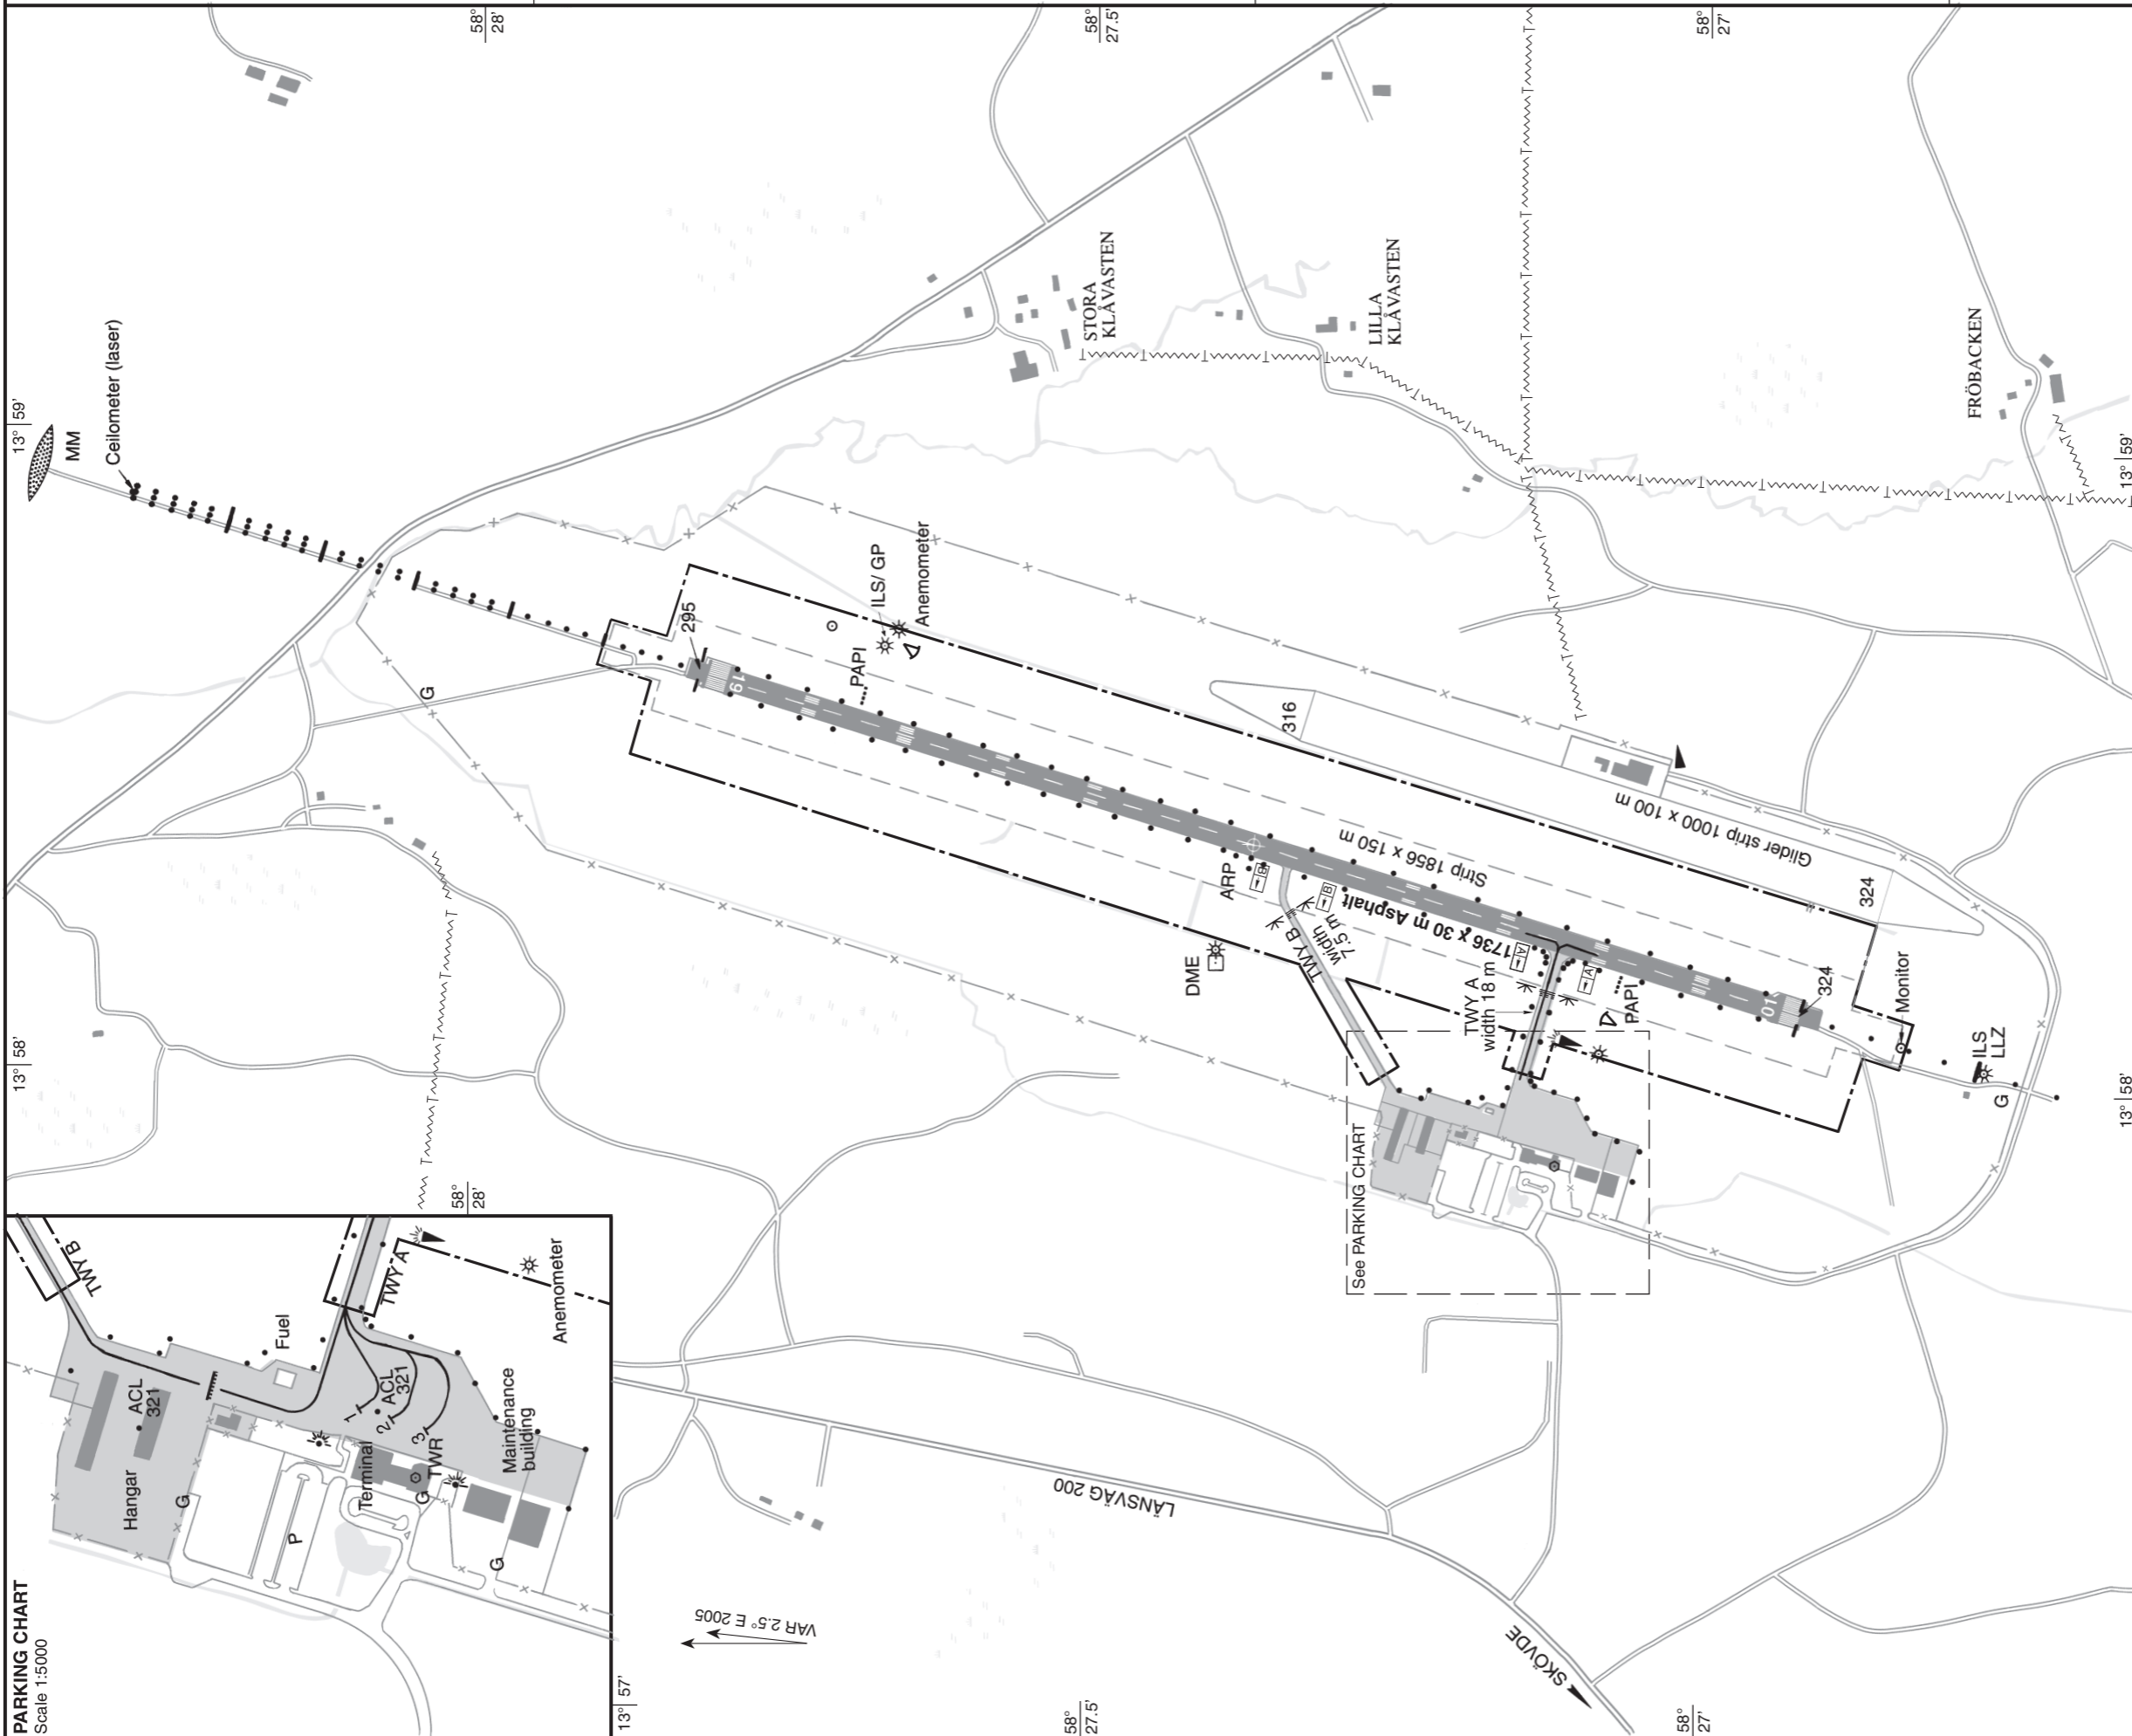 58°
28'
58°
27.5'
58°
27'
13° 59'
MM
Ceilometer (laser)
STORA
KLÅVASTEN
LILLA
KLÅVASTEN
FRÖBACKEN
13° 59'
G
295
19
PAPI
ILS/ GP
Anemometer
316
Glider strip 1000 x 100 m
324
Strip 1856 x 150 m
1736 x 30 m Asphalt
ARP
B
B
DME
TWY B
width
7.5 m
A
A
TWY A
width 18 m
PAPI
01
324
Monitor
ILS
LLZ
G
13° 58'
13° 58'
See PARKING CHART
58°
28'
PARKING CHART
Scale 1:5000
TWY B
TWY A
Fuel
Anemometer
ACL
321
ACL
321
1
2
3
Hangar
Terminal
TWR
Maintenance
building
G
G
G
P
LÄNSVÄG 200
VAR 2.5° E 2005
SKÖVDE
13° 57'
58°
27.5'
58°
27'